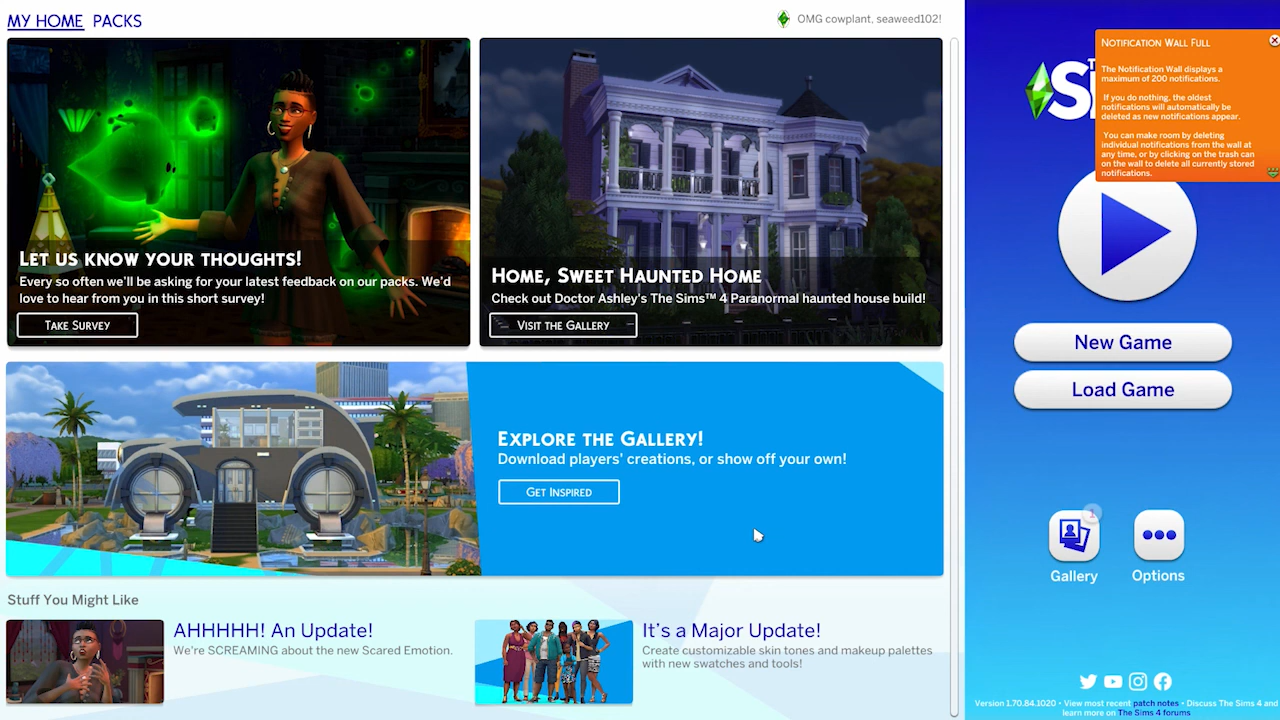 MY HOME PACKS
OMG cowplant, seaweed102!
LET US KNOW YOUR THOUGHTS!
Every so often we'll be asking for your latest feedback on our packs. We'd
love to hear from you in this short survey!
TAKE SURVEY
HOME, SWEET HAUNTED HOME
Check out Doctor Ashley's The Sims™ 4 Paranormal haunted house build!
VISIT THE GALLERY
EXPLORE THE GALLERY!
Download players' creations, or show off your own!
GET INSPIRED
Stuff You Might Like
AHHHHH! An Update!
We're SCREAMING about the new Scared Emotion.
It's a Major Update!
Create customizable skin tones and makeup palettes
with new swatches and tools!
NOTIFICATION WALL FULL
The Notification Wall displays a
maximum of 200 notifications.
If you do nothing, the oldest
notifications will automatically be
deleted as new notifications appear.
You can make room by deleting
individual notifications from the wall at
any time, or by clicking on the trash can
on the wall to delete all currently stored
notifications.
New Game
Load Game
1
Gallery
Options
Version 1.70.84.1020 • View most recent patch notes • Discuss The Sims 4 and
learn more on The Sims 4 forums